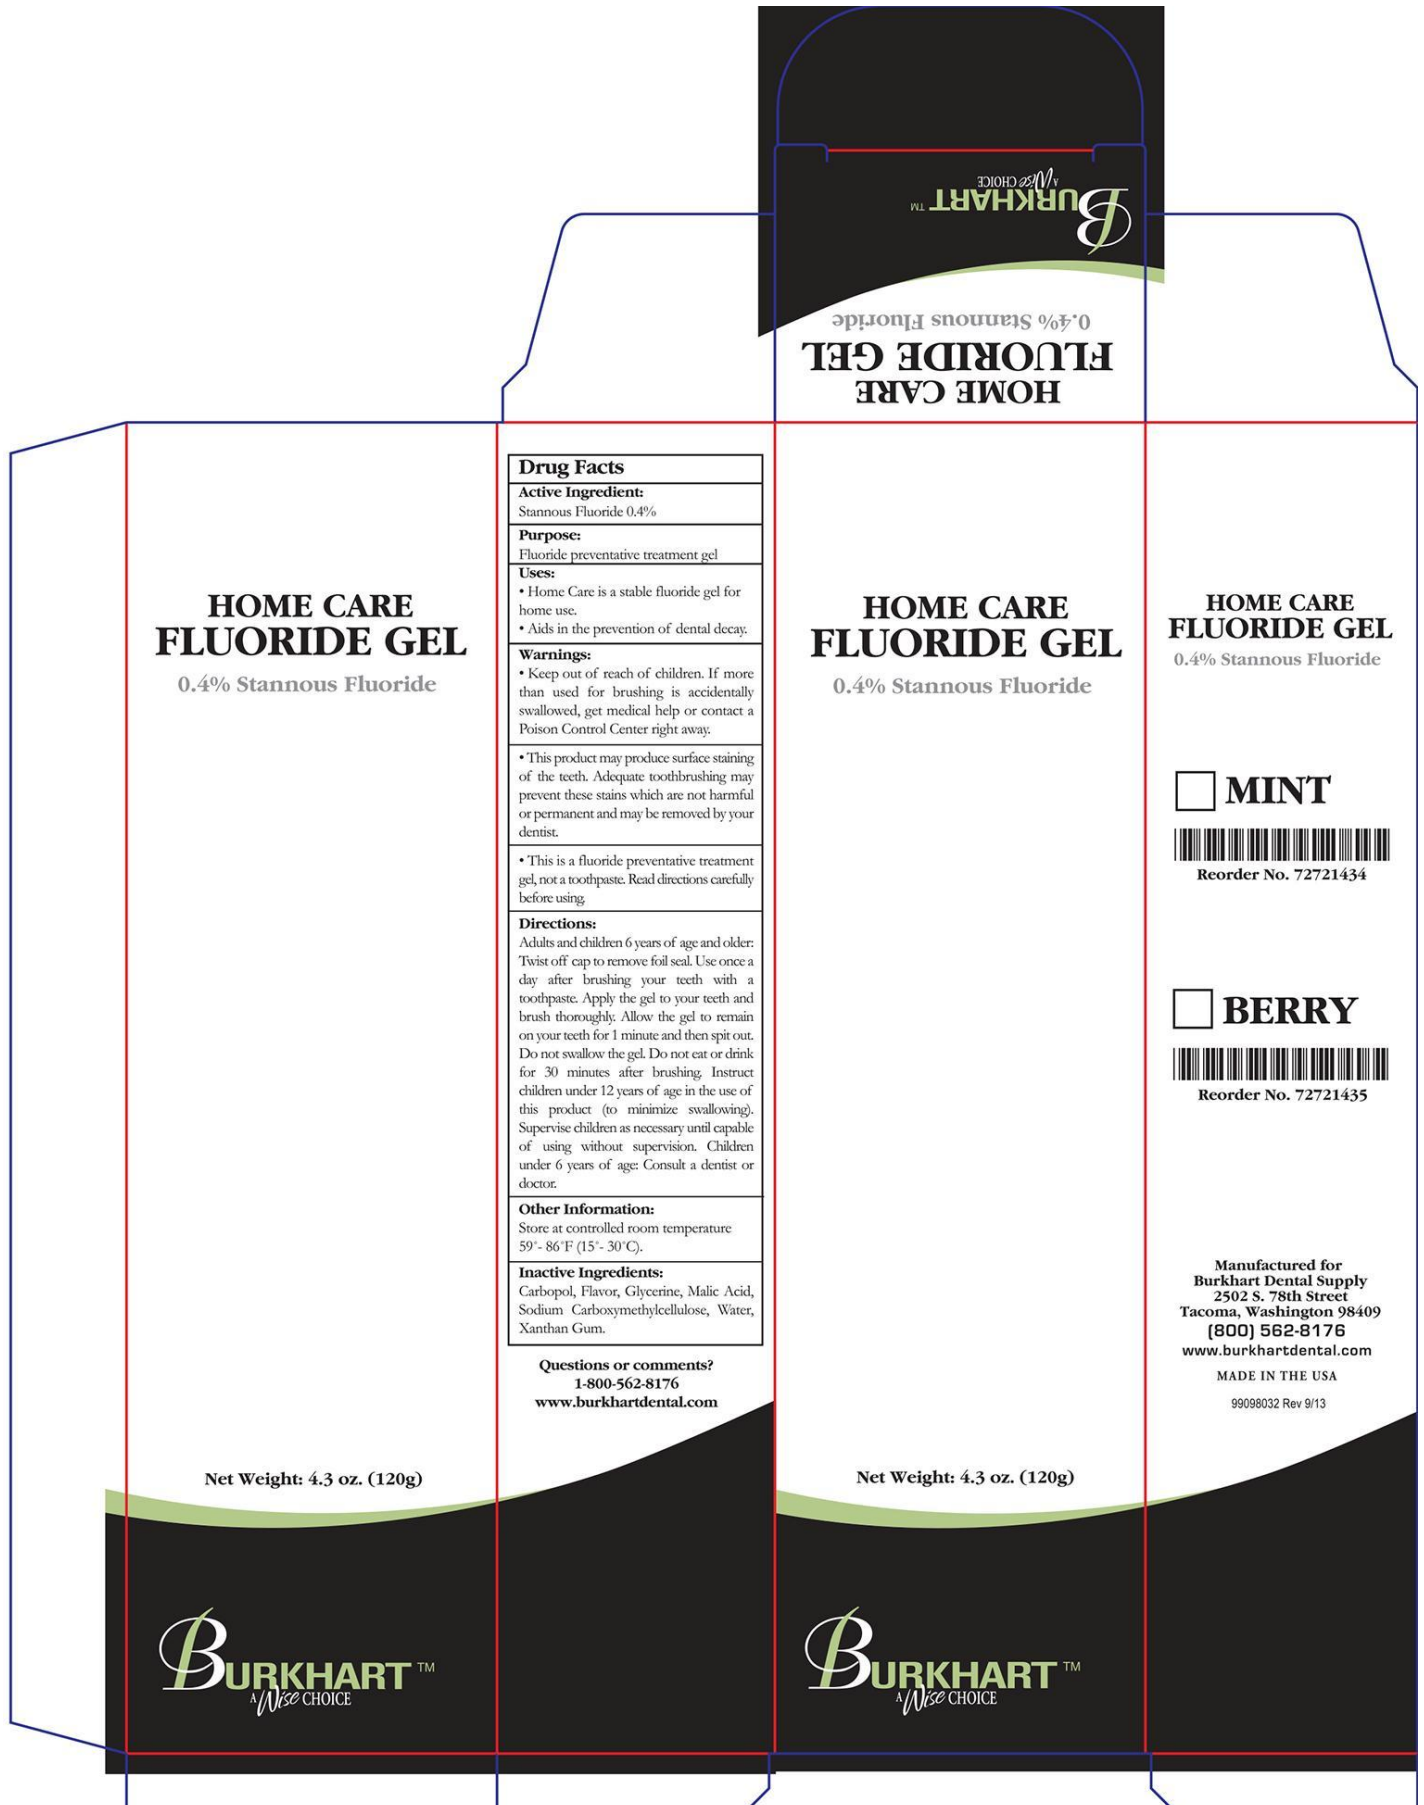 A Wise CHOICE
BURKHART™
0.4% Stannous Fluoride
FLUORIDE GEL
HOME CARE
HOME CARE
FLUORIDE GEL
0.4% Stannous Fluoride
Net Weight: 4.3 oz. (120g)
BURKHART™
A Wise CHOICE
Drug Facts
Active Ingredient:
Stannous Fluoride 0.4%
Purpose:
Fluoride preventative treatment gel
Uses:
• Home Care is a stable fluoride gel for
home use.
• Aids in the prevention of dental decay.
Warnings:
• Keep out of reach of children. If more
than used for brushing is accidentally
swallowed, get medical help or contact a
Poison Control Center right away.
• This product may produce surface staining
of the teeth. Adequate toothbrushing may
prevent these stains which are not harmful
or permanent and may be removed by your
dentist.
• This is a fluoride preventative treatment
gel, not a toothpaste. Read directions carefully
before using.
Directions:
Adults and children 6 years of age and older:
Twist off cap to remove foil seal. Use once a
day after brushing your teeth with a
toothpaste. Apply the gel to your teeth and
brush thoroughly. Allow the gel to remain
on your teeth for 1 minute and then spit out.
Do not swallow the gel. Do not eat or drink
for 30 minutes after brushing. Instruct
children under 12 years of age in the use of
this product (to minimize swallowing).
Supervise children as necessary until capable
of using without supervision. Children
under 6 years of age: Consult a dentist or
doctor.
Other Information:
Store at controlled room temperature
59°- 86°F (15°- 30°C).
Inactive Ingredients:
Carbopol, Flavor, Glycerine, Malic Acid,
Sodium Carboxymethylcellulose, Water,
Xanthan Gum.
Questions or comments?
1-800-562-8176
www.burkhartdental.com
HOME CARE
FLUORIDE GEL
0.4% Stannous Fluoride
Net Weight: 4.3 oz. (120g)
BURKHART™
A Wise CHOICE
HOME CARE
FLUORIDE GEL
0.4% Stannous Fluoride
MINT
Reorder No. 72721434
BERRY
Reorder No. 72721435
Manufactured for
Burkhart Dental Supply
2502 S. 78th Street
Tacoma, Washington 98409
(800) 562-8176
www.burkhartdental.com
MADE IN THE USA
99098032 Rev 9/13